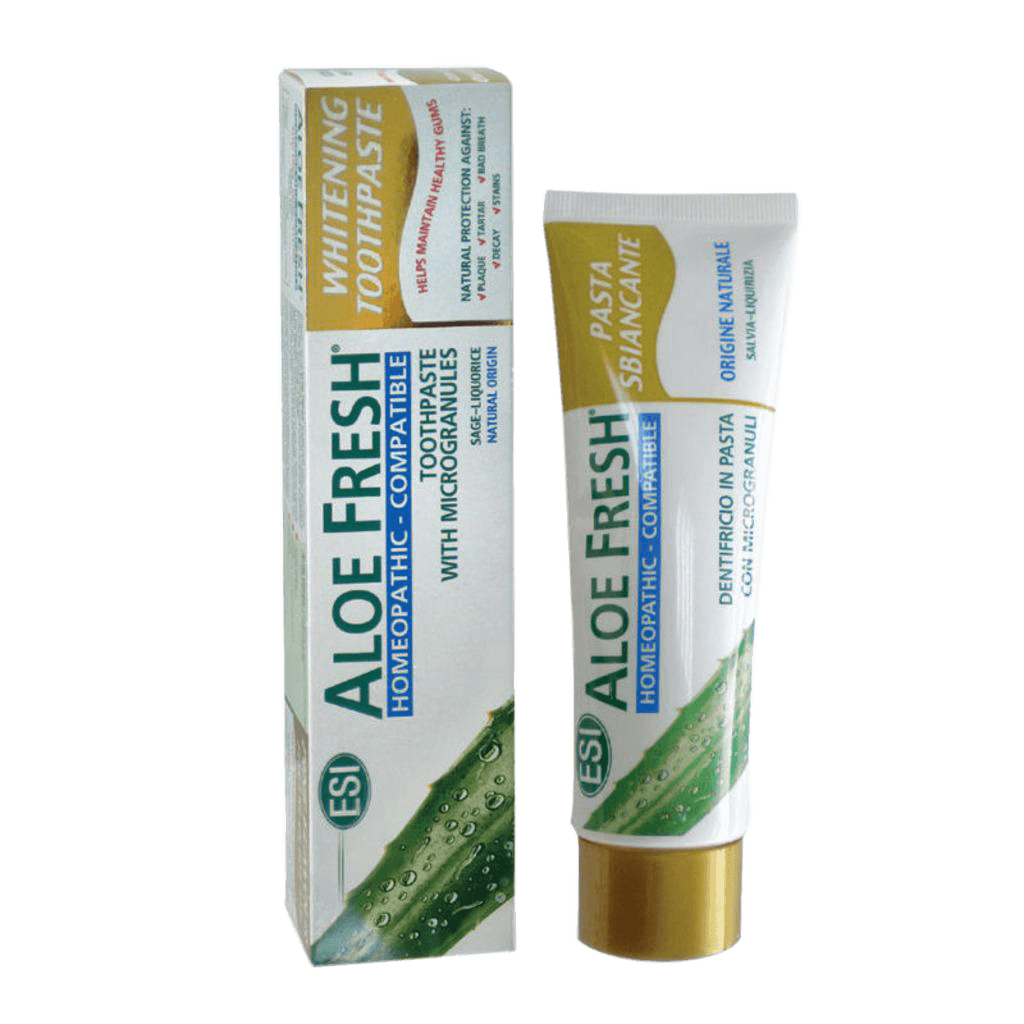 WHITENING
TOOTHPASTE
HELPS MAINTAIN HEALTHY GUMS
NATURAL PROTECTION AGAINST:
✓PLAQUE ✓TARTAR ✓BAD BREATH
✓DECAY ✓STAINS
ESI
ALOE FRESH®
HOMEOPATHIC - COMPATIBLE
TOOTHPASTE
WITH MICROGRANULES
SAGE-LIQUORICE
NATURAL ORIGIN
ALOE FRESH
PASTA
SBIANCANTE
ORIGINE NATURALE
SALVIA-LIQUIRIZIA
ESI
ALOE FRESH®
HOMEOPATHIC - COMPATIBLE
DENTIFRICIO IN PASTA
CON MICROGRANULI